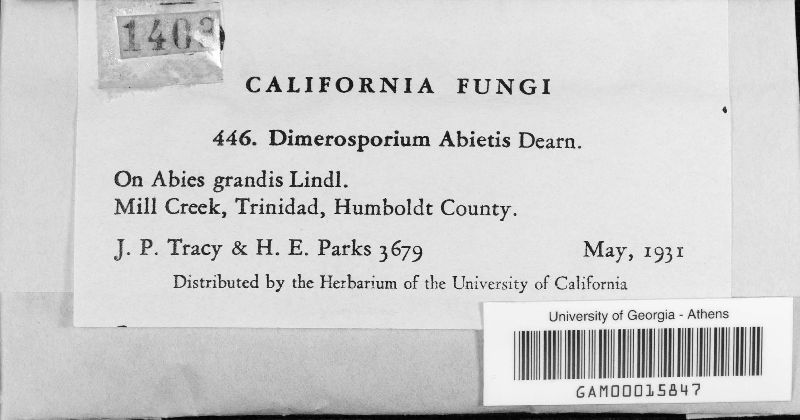 CALIFORNIA FUNGI
446. Dimerosporium Abietis Dearn.
On Abies grandis Lindl.
Mill Creek, Trinidad, Humboldt County.
J. P. Tracy & H. E. Parks 3679 May, 1931
Distributed by the Herbarium of the University of California
University of Georgia - Athens
GAM00015847